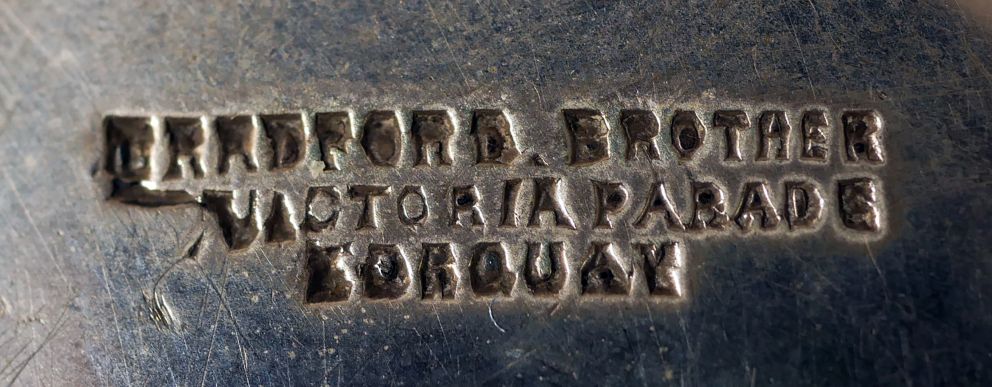 BRADFORD. BROTHER
VICTORIA PARADE
TORQUAY